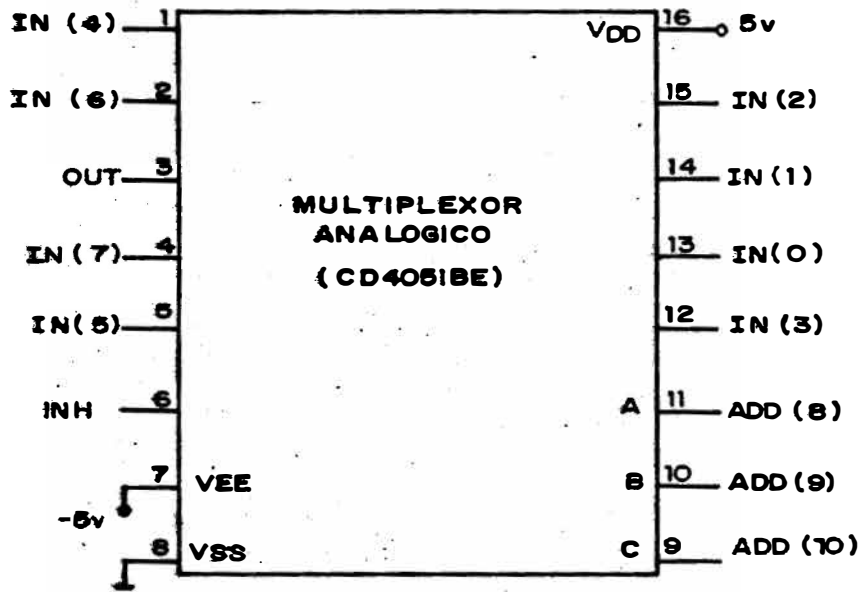 IN (4) 1 VDD 16 5v
IN (6) 2 15 IN (2)
OUT 3 14 IN (1)
MULTIPLEXOR
ANALOGICO
(CD4051BE)
IN (7) 4 13 IN(0)
IN(5) 5 12 IN (3)
INH 6 A 11 ADD (8)
7 VEE B 10 ADD (9)
-5v
8 VSS C 9 ADD (10)